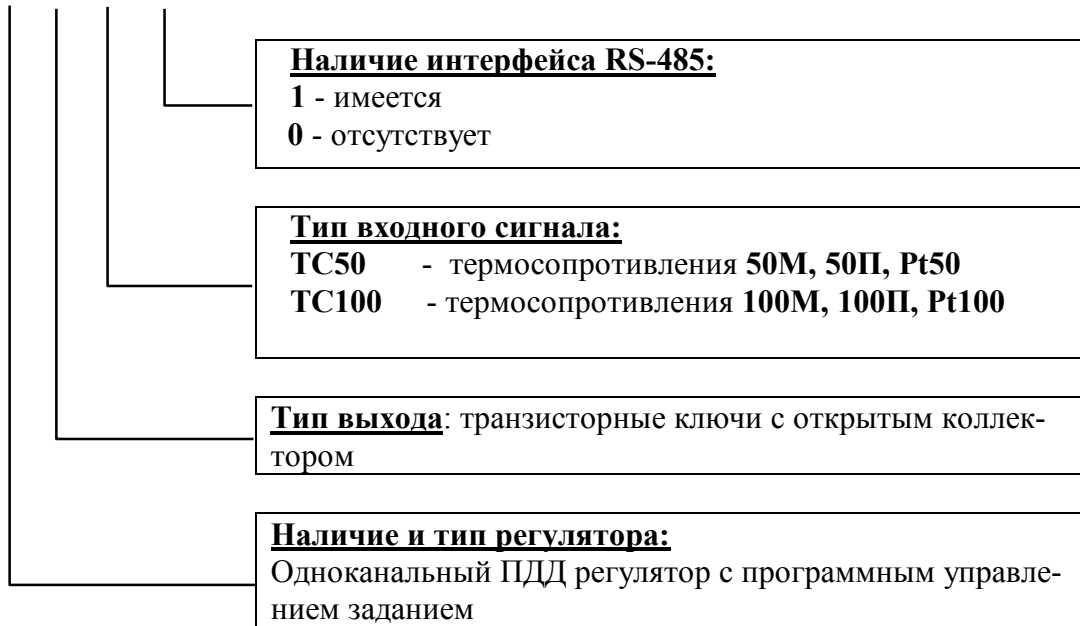 Наличие интерфейса RS-485:
1 - имеется
0 - отсутствует
Тип входного сигнала:
ТС50 - термосопротивления 50М, 50П, Pt50
ТС100 - термосопротивления 100М, 100П, Pt100
Тип выхода: транзисторные ключи с открытым коллек-
тором
Наличие и тип регулятора:
Одноканальный ПДД регулятор с программным управле-
нием заданием